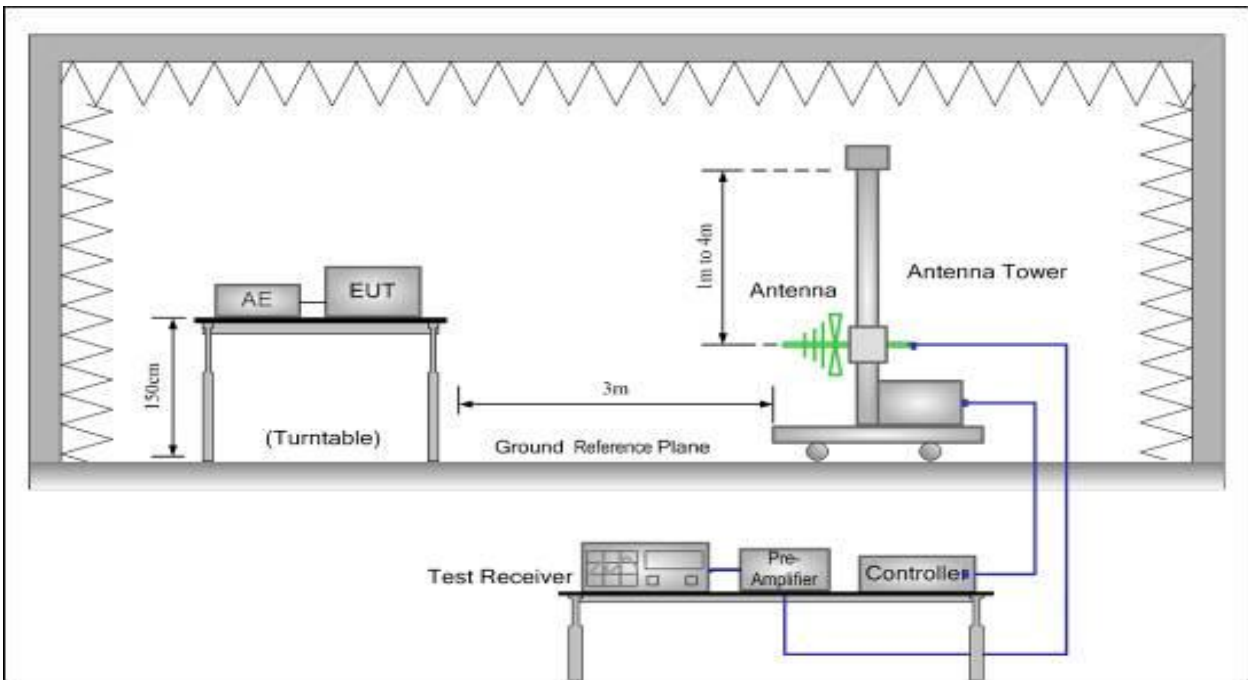 1m to 4m
Antenna Tower
Antenna
AE
EUT
150cm
3m
(Turntable)
Ground Reference Plane
Test Receiver
Pre-
Amplifier
Controller